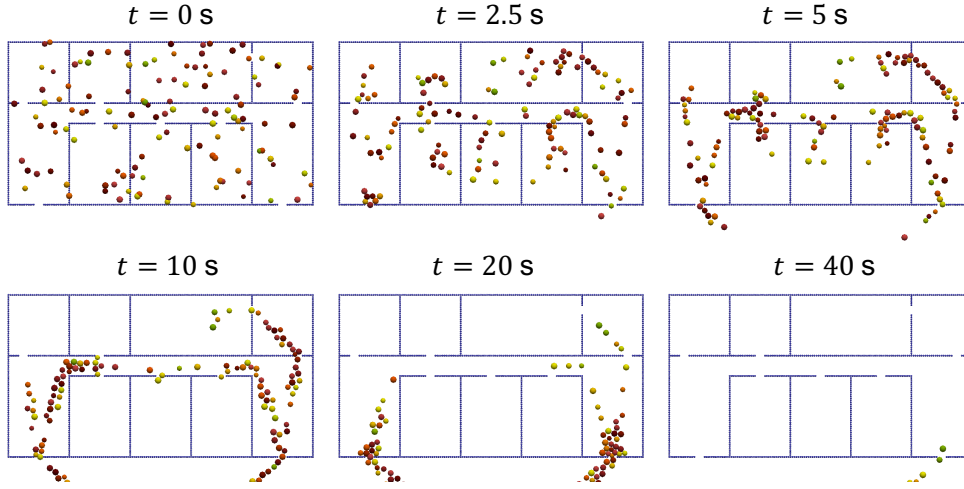 t = 0 s
t = 2.5 s
t = 5 s
t = 10 s
t = 20 s
t = 40 s